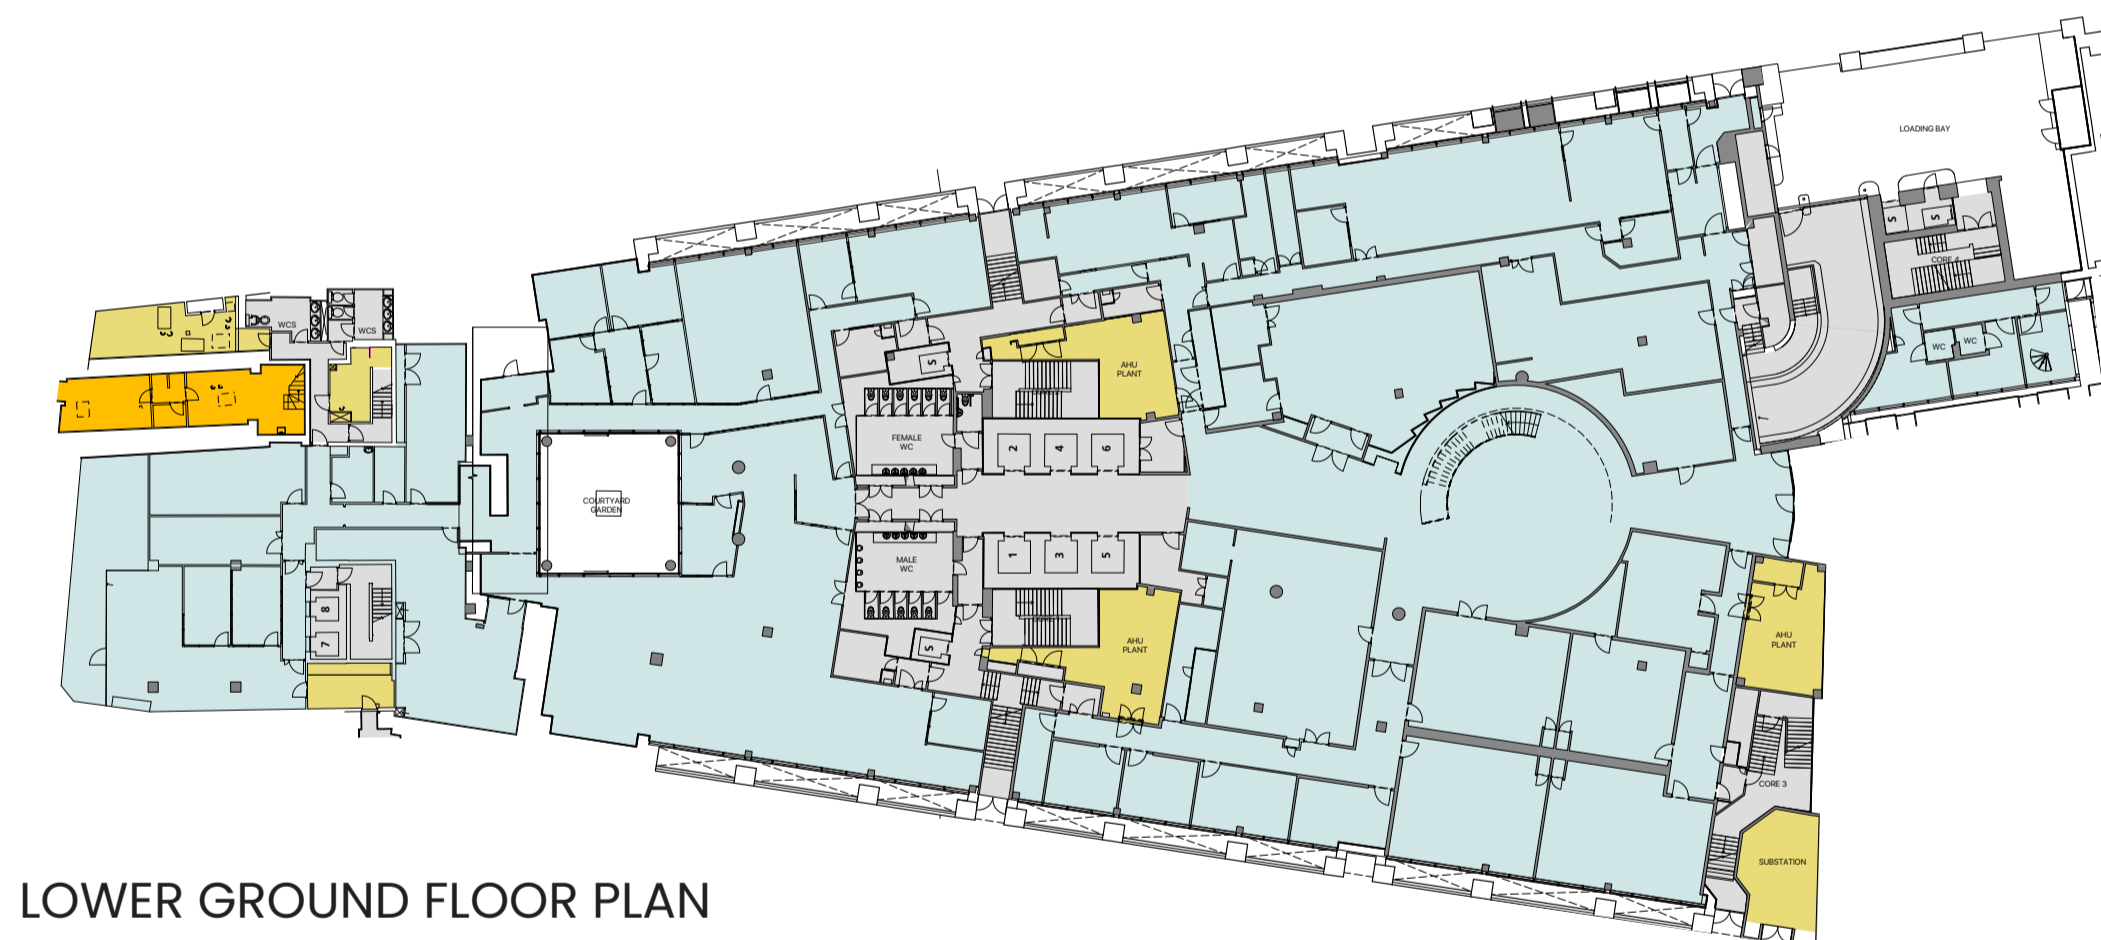 LOADING BAY
S
S
CORE 4
WCS
WCS
WC
WC
AHU
PLANT
S
FEMALE
WC
2
4
6
COURTYARD
GARDEN
MALE
WC
1
3
5
8
7
S
AHU
PLANT
AHU
PLANT
CORE 3
SUBSTATION
LOWER GROUND FLOOR PLAN